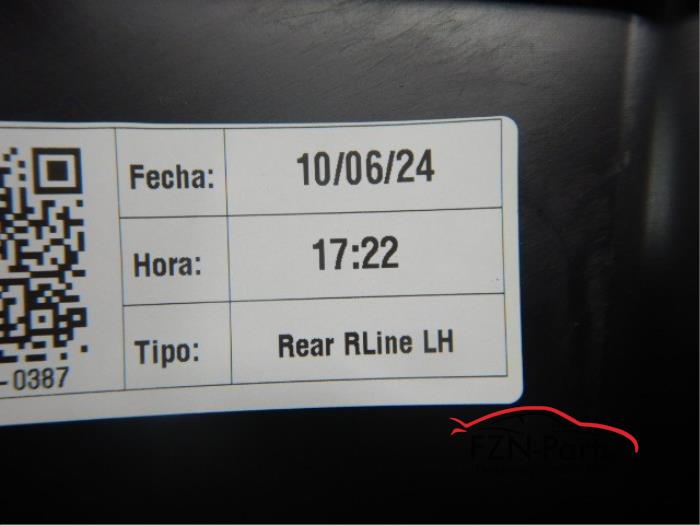 Fecha: 10/06/24
Hora: 17:22
Tipo: Rear RLine LH
-0387
FZN-Parts